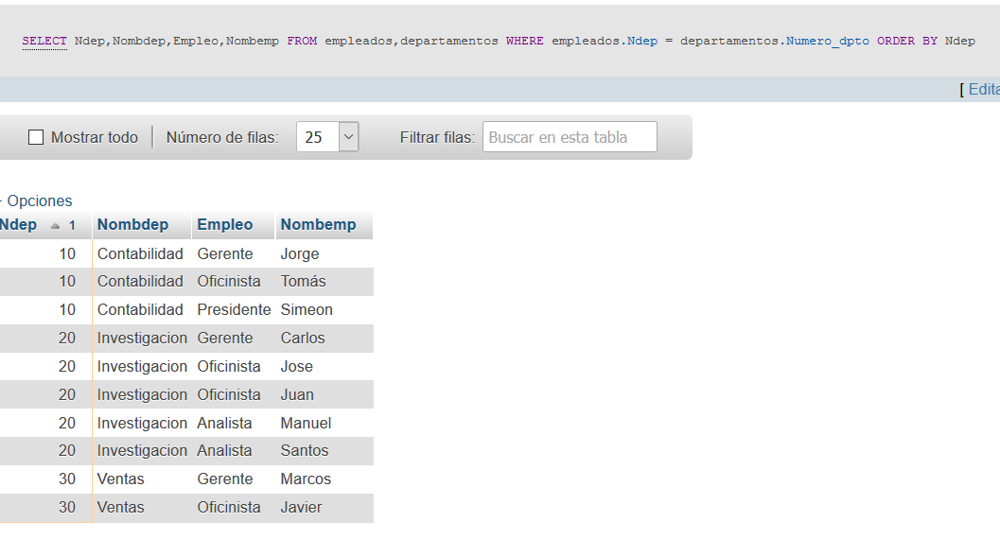 SELECT Ndep,Nombdep,Empleo,Nombemp FROM empleados,departamentos WHERE empleados.Ndep = departamentos.Numero_dpto ORDER BY Ndep
[ Edita
Mostrar todo Número de filas: 25 Filtrar filas: Buscar en esta tabla
Opciones
Ndep 1 Nombdep Empleo Nombemp
10 Contabilidad Gerente Jorge
10 Contabilidad Oficinista Tomás
10 Contabilidad Presidente Simeon
20 Investigacion Gerente Carlos
20 Investigacion Oficinista Jose
20 Investigacion Oficinista Juan
20 Investigacion Analista Manuel
20 Investigacion Analista Santos
30 Ventas Gerente Marcos
30 Ventas Oficinista Javier